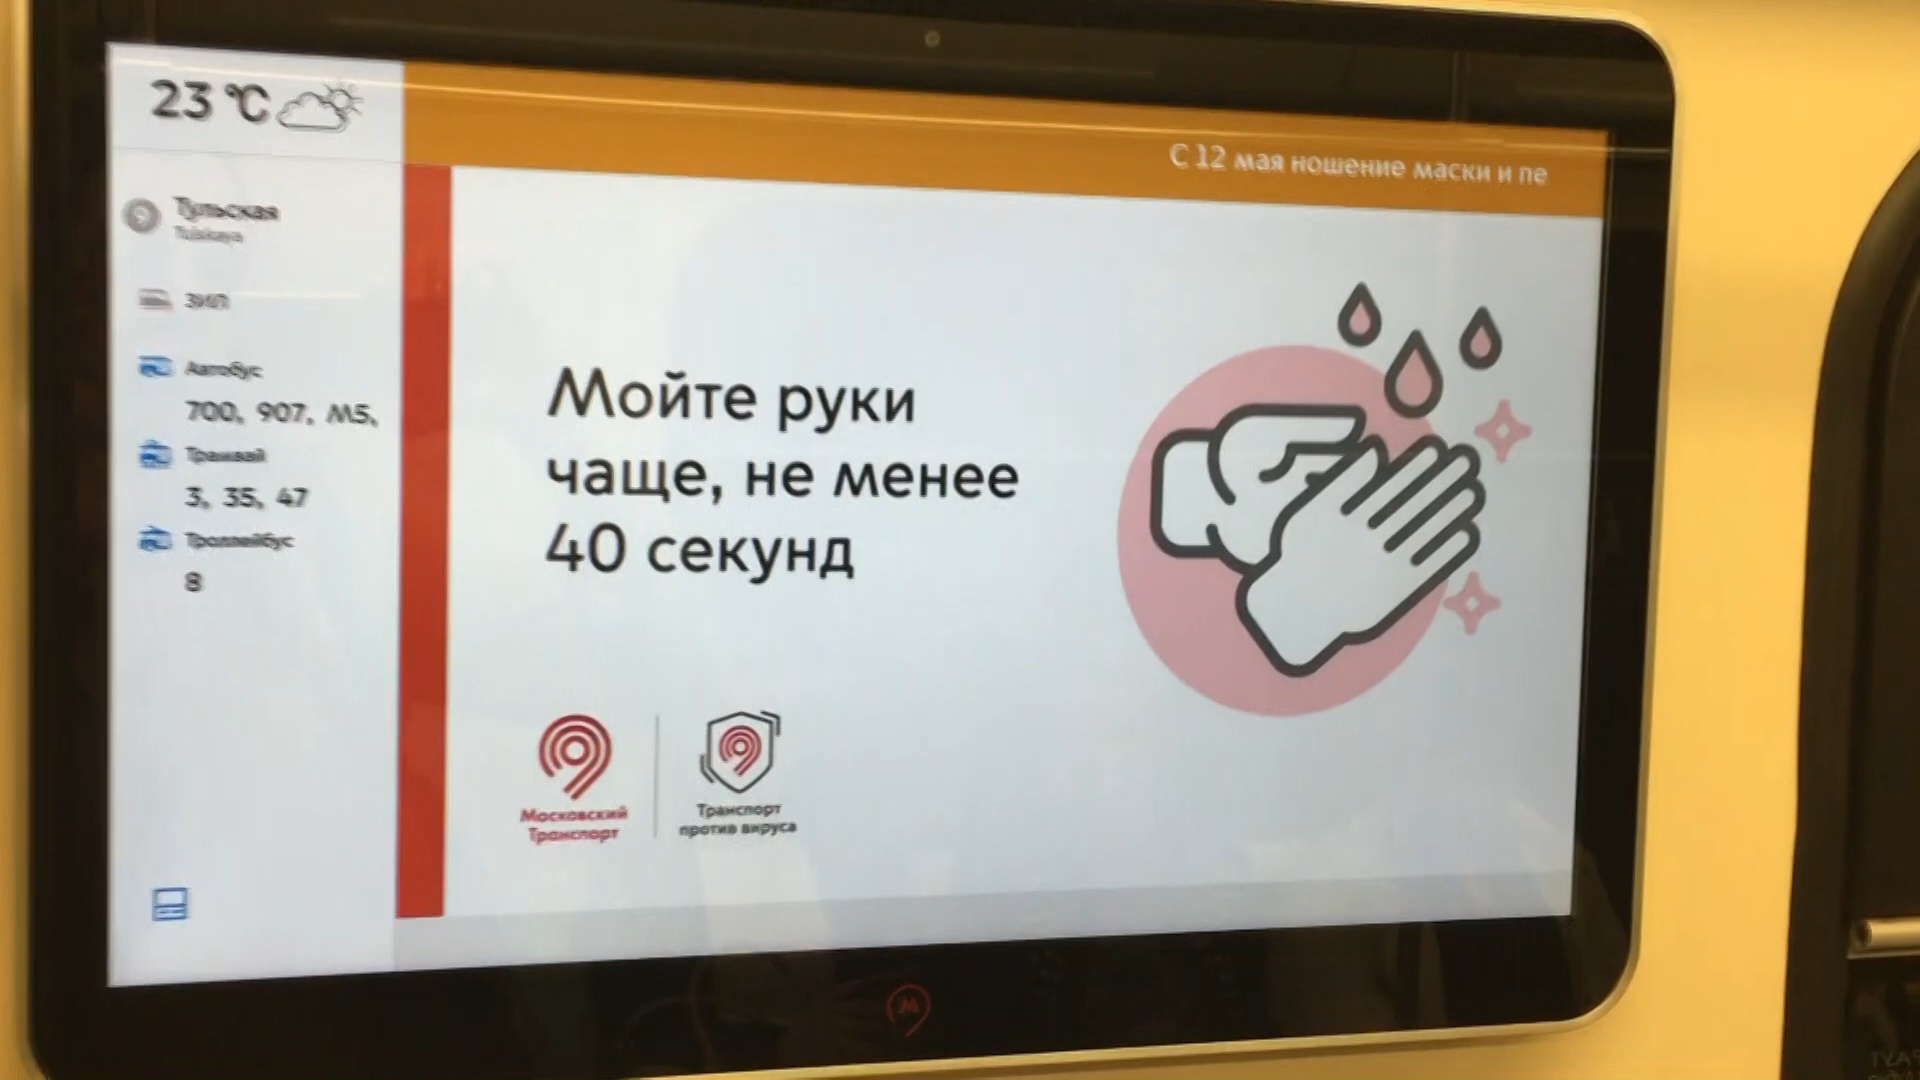 23 °C
С 12 мая ношение маски и пе
Тульская
Tulskaya
ЗИЛ
Автобус
700, 907, М5,
Трамвай
3, 35, 47
Троллейбус
8
Мойте руки
чаще, не менее
40 секунд
Московский
Транспорт
Транспорт
против вируса
М